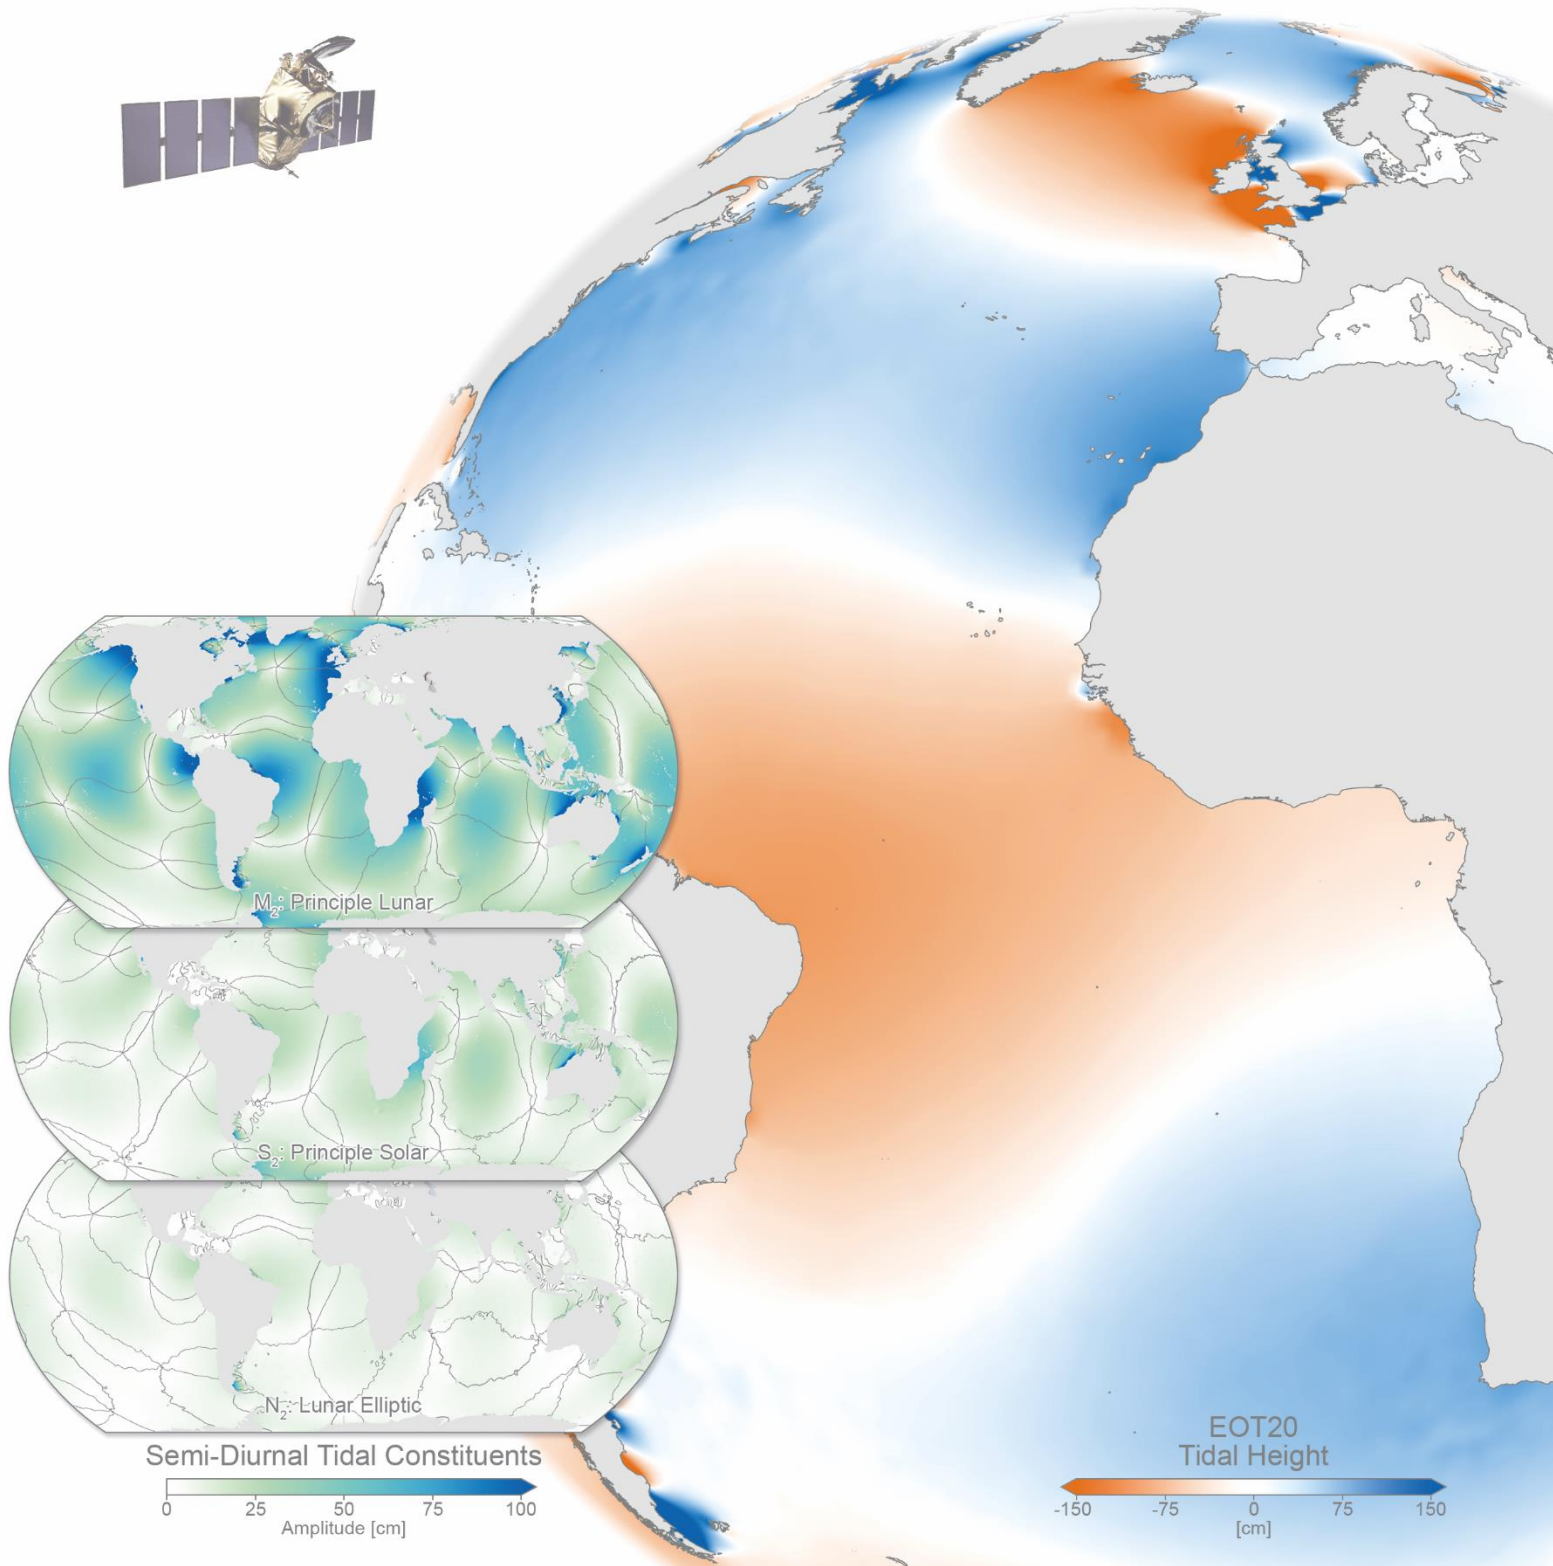 M₂: Principle Lunar
S₂: Principle Solar
N₂: Lunar Elliptic
Semi-Diurnal Tidal Constituents
0 25 50 75 100
Amplitude [cm]
EOT20
Tidal Height
-150 -75 0 75 150
[cm]